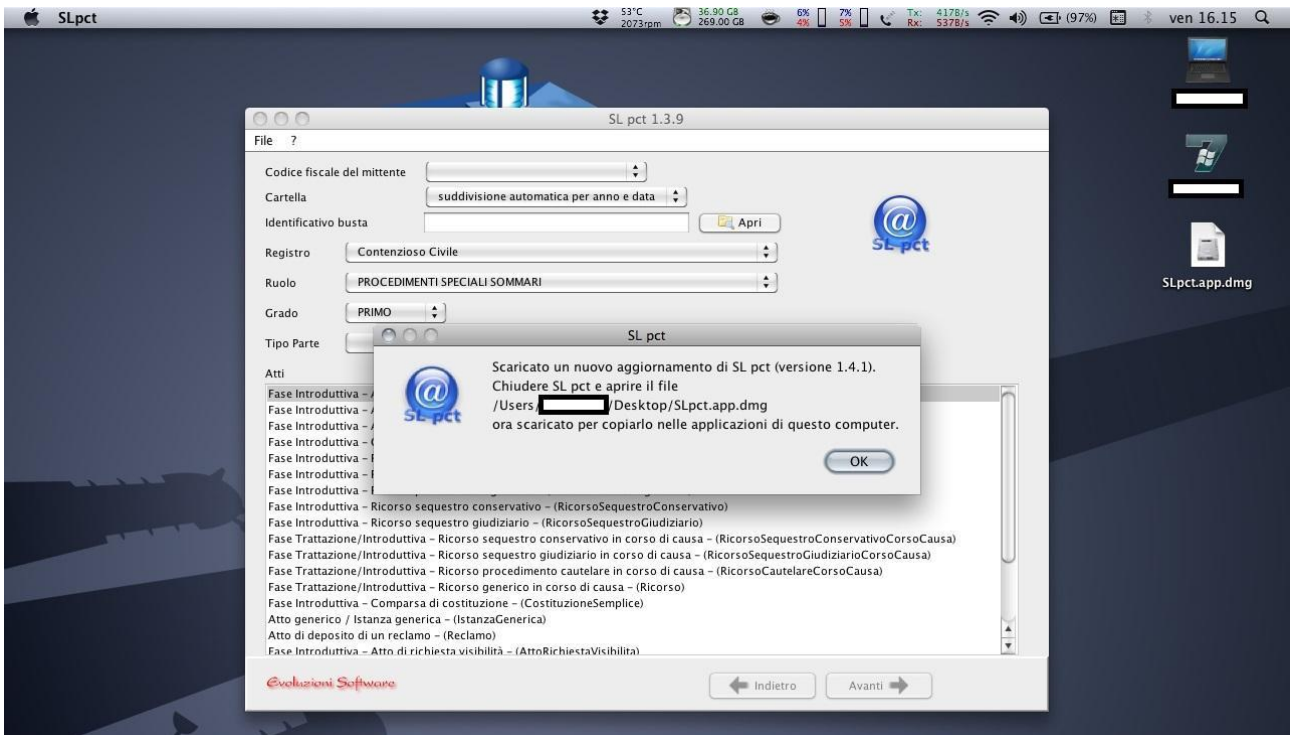 SLpct
53°C
2073rpm
36.90 GB
269.00 GB
6%
4%
7%
5%
Tx: 417B/s
Rx: 537B/s
(97%)
ven 16.15
SL pct 1.3.9
File ?
Codice fiscale del mittente
Cartella suddivisione automatica per anno e data
Identificativo busta Apri
SL pct
Registro Contenzioso Civile
Ruolo PROCEDIMENTI SPECIALI SOMMARI
SLpct.app.dmg
Grado PRIMO
Tipo Parte
SL pct
Scaricato un nuovo aggiornamento di SL pct (versione 1.4.1).
Chiudere SL pct e aprire il file
/Users/ /Desktop/SLpct.app.dmg
ora scaricato per copiarlo nelle applicazioni di questo computer.
SL pct
OK
Atti
Fase Introduttiva –
Fase Introduttiva –
Fase Introduttiva –
Fase Introduttiva –
Fase Introduttiva –
Fase Introduttiva –
Fase Introduttiva –
Fase Introduttiva – Ricorso sequestro conservativo – (RicorsoSequestroConservativo)
Fase Introduttiva – Ricorso sequestro giudiziario – (RicorsoSequestroGiudiziario)
Fase Trattazione/Introduttiva – Ricorso sequestro conservativo in corso di causa – (RicorsoSequestroConservativoCorsoCausa)
Fase Trattazione/Introduttiva – Ricorso sequestro giudiziario in corso di causa – (RicorsoSequestroGiudiziarioCorsoCausa)
Fase Trattazione/Introduttiva – Ricorso procedimento cautelare in corso di causa – (RicorsoCautelareCorsoCausa)
Fase Trattazione/Introduttiva – Ricorso generico in corso di causa – (Ricorso)
Fase Introduttiva – Comparsa di costituzione – (CostituzioneSemplice)
Atto generico / Istanza generica – (IstanzaGenerica)
Atto di deposito di un reclamo – (Reclamo)
Fase Introduttiva – Atto di richiesta visibilità – (AttoRichiestaVisibilita)
Evoluzioni Software
Indietro
Avanti